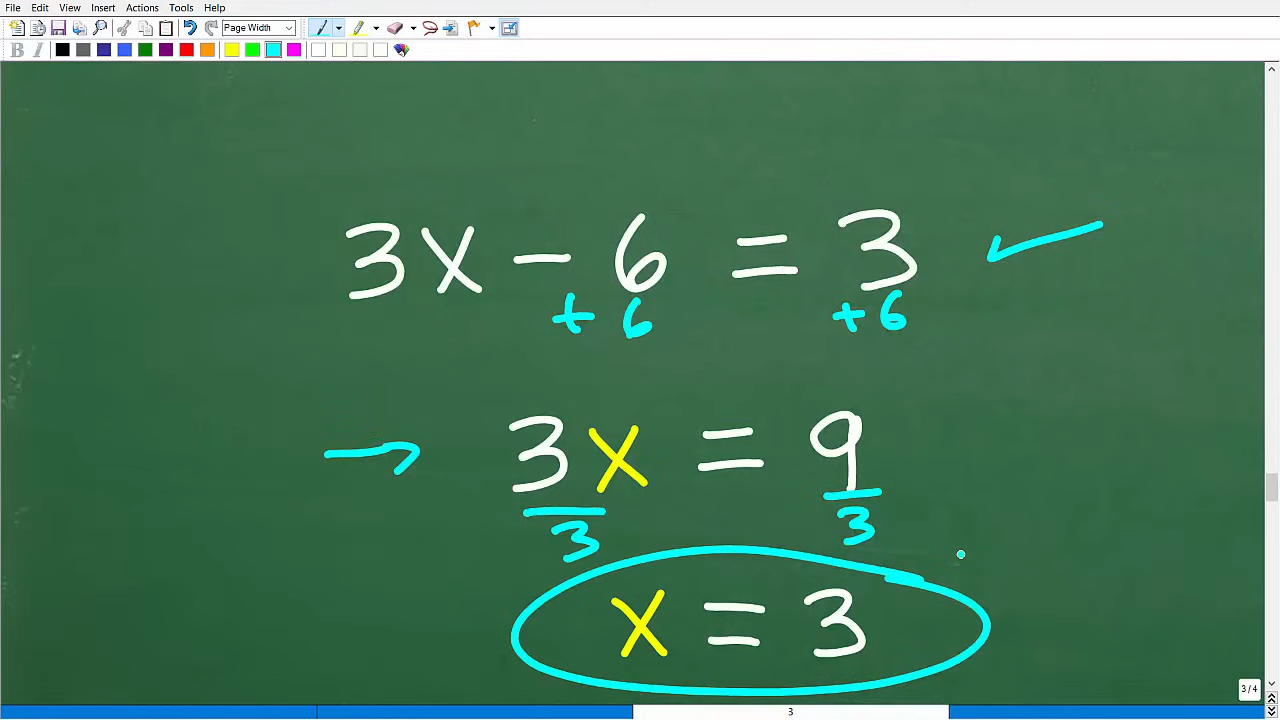 File Edit View Insert Actions Tools Help
Page Width
B I
3x - 6 = 3
+ 6 + 6
3x = 9
3 3
x = 3
3/4
3